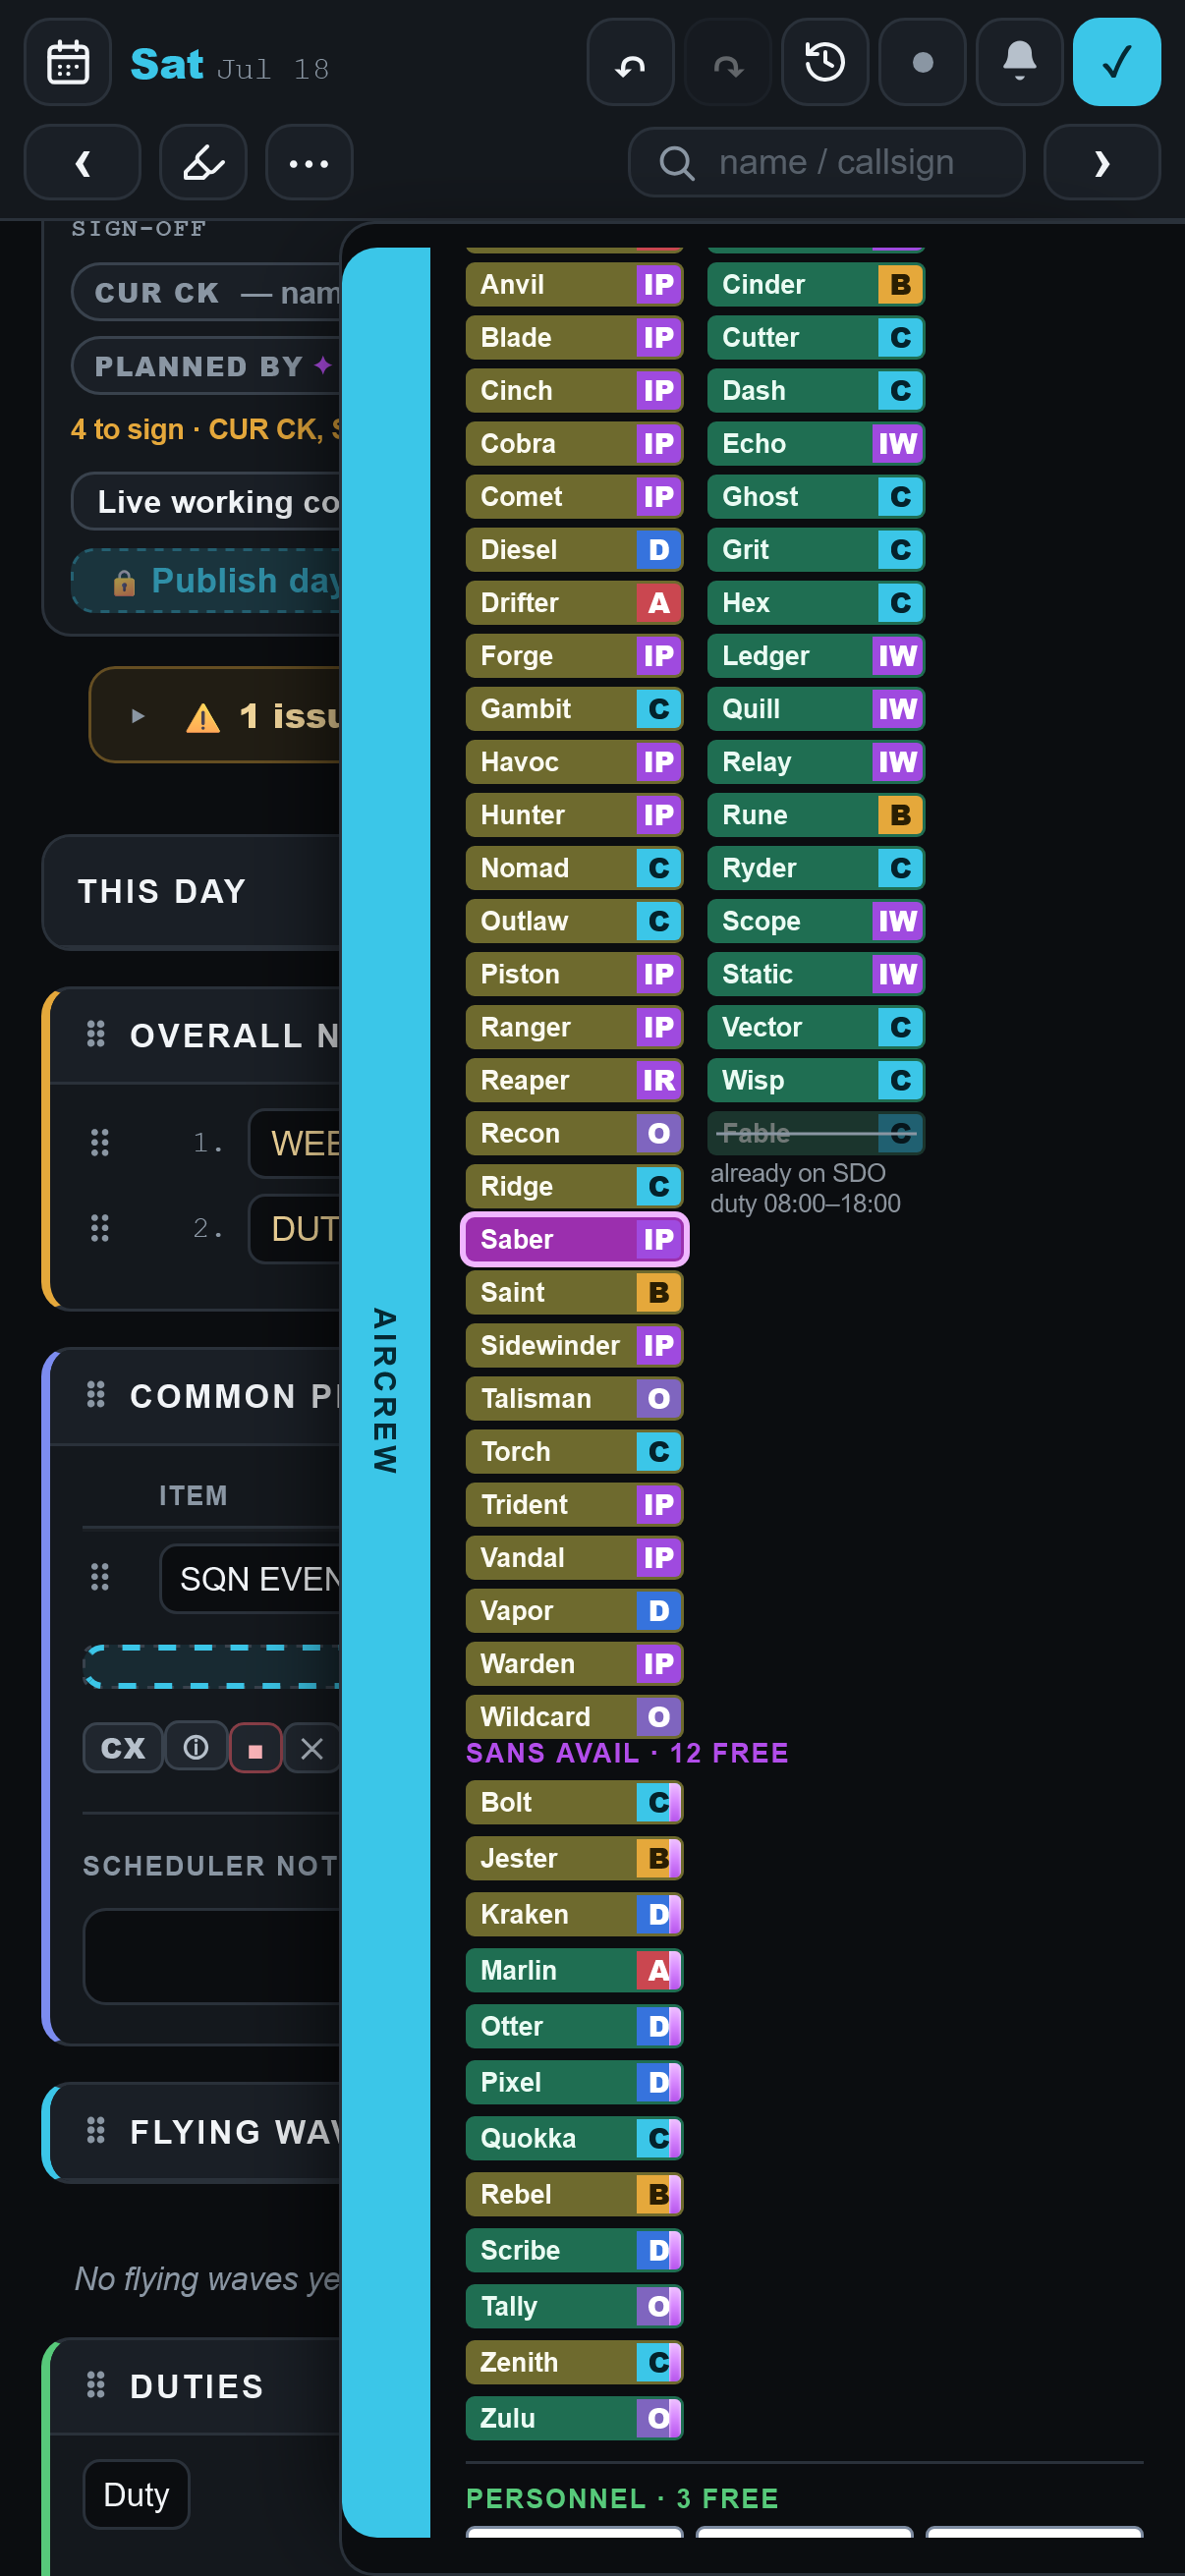 Sat Jul 18
name / callsign
SIGN-OFF
CUR CK — nam
PLANNED BY
4 to sign · CUR CK, S
Live working co
Publish day
1 issu
THIS DAY
OVERALL N
1. WEE
2. DUT
COMMON P
ITEM
SQN EVEN
CX
SCHEDULER NOT
FLYING WAV
No flying waves ye
DUTIES
Duty
AIRCREW
Anvil IP
Blade IP
Cinch IP
Cobra IP
Comet IP
Diesel D
Drifter A
Forge IP
Gambit C
Havoc IP
Hunter IP
Nomad C
Outlaw C
Piston IP
Ranger IP
Reaper IR
Recon O
Ridge C
Saber IP
Saint B
Sidewinder IP
Talisman O
Torch C
Trident IP
Vandal IP
Vapor D
Warden IP
Wildcard O
Cinder B
Cutter C
Dash C
Echo IW
Ghost C
Grit C
Hex C
Ledger IW
Quill IW
Relay IW
Rune B
Ryder C
Scope IW
Static IW
Vector C
Wisp C
Fable C
already on SDO
duty 08:00–18:00
SANS AVAIL · 12 FREE
Bolt C
Jester B
Kraken D
Marlin A
Otter D
Pixel D
Quokka C
Rebel B
Scribe D
Tally O
Zenith C
Zulu O
PERSONNEL · 3 FREE